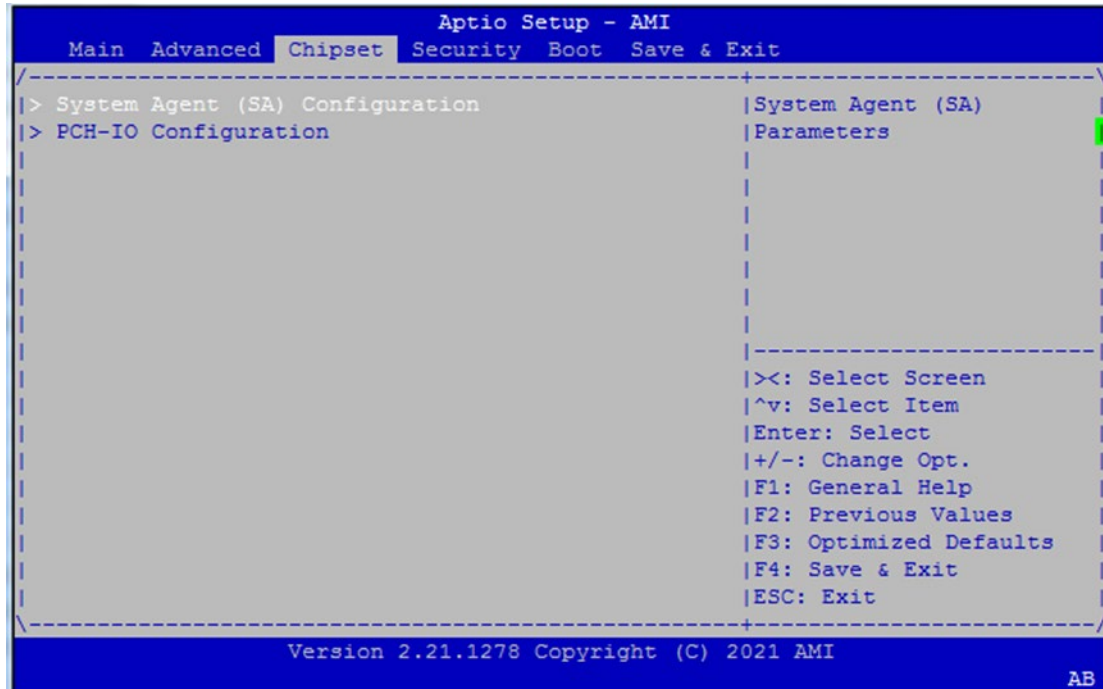 Aptio Setup - AMI
Main Advanced Chipset Security Boot Save & Exit
> System Agent (SA) Configuration
> PCH-IO Configuration
System Agent (SA)
Parameters
><: Select Screen
^v: Select Item
Enter: Select
+/-: Change Opt.
F1: General Help
F2: Previous Values
F3: Optimized Defaults
F4: Save & Exit
ESC: Exit
Version 2.21.1278 Copyright (C) 2021 AMI
AB